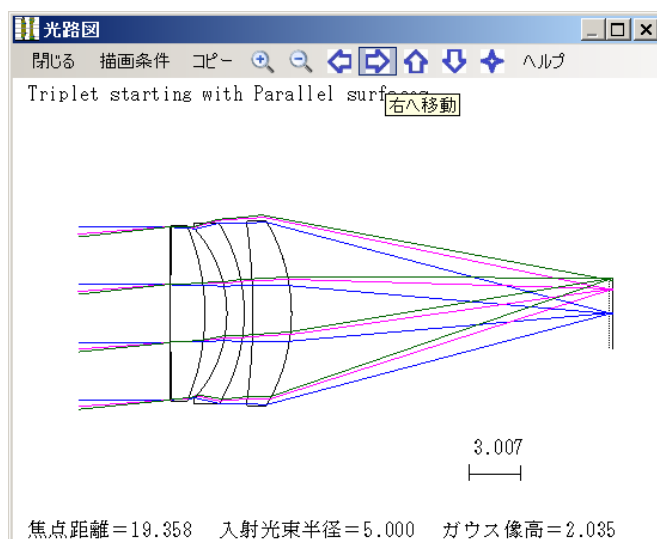 光路図
閉じる 描画条件 コピー ヘルプ
Triplet starting with Parallel surfaces
右へ移動
3.007
焦点距離＝19.358 入射光束半径＝5.000 ガウス像高＝2.035